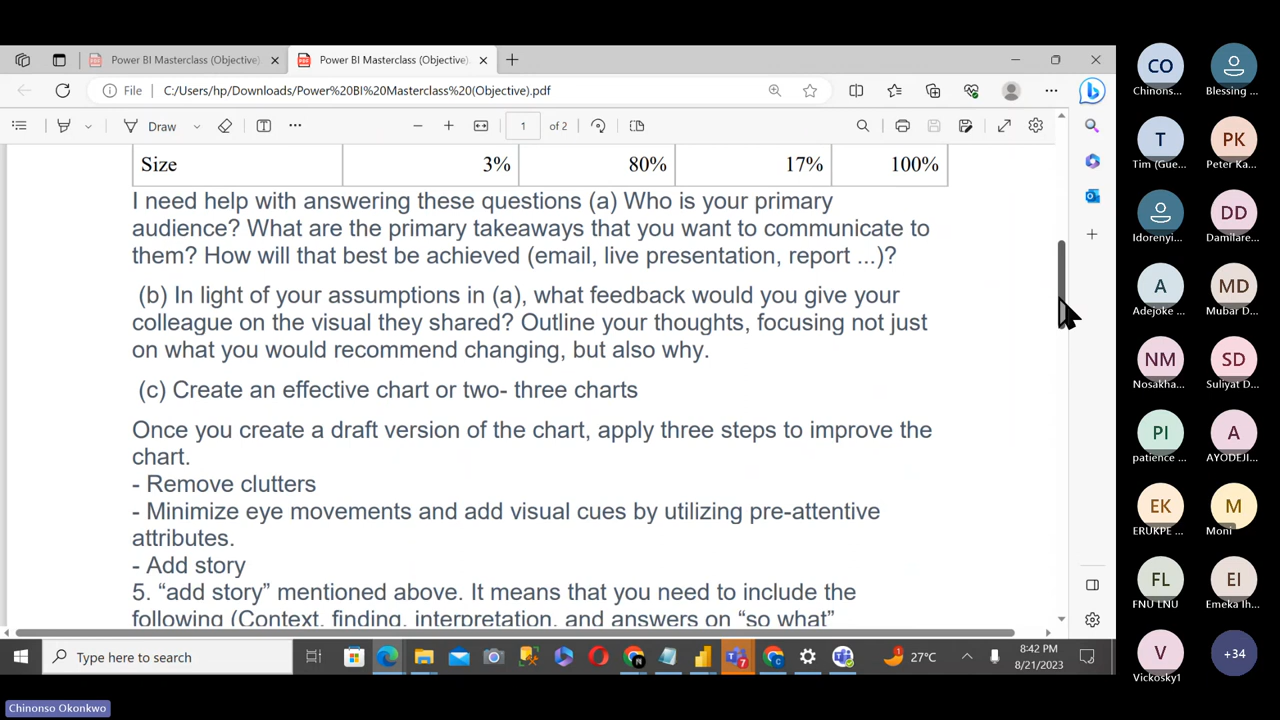 Power BI Masterclass (Objective)
Power BI Masterclass (Objective).
File
C:/Users/hp/Downloads/Power%20BI%20Masterclass%20(Objective).pdf
Draw
1
of 2
Size 3% 80% 17% 100%
I need help with answering these questions (a) Who is your primary
audience? What are the primary takeaways that you want to communicate to
them? How will that best be achieved (email, live presentation, report ...)?
(b) In light of your assumptions in (a), what feedback would you give your
colleague on the visual they shared? Outline your thoughts, focusing not just
on what you would recommend changing, but also why.
(c) Create an effective chart or two- three charts
Once you create a draft version of the chart, apply three steps to improve the
chart.
- Remove clutters
- Minimize eye movements and add visual cues by utilizing pre-attentive
attributes.
- Add story
5. “add story” mentioned above. It means that you need to include the
following (Context, finding, interpretation, and answers on “so what”
Type here to search
27°C
8:42 PM
8/21/2023
CO
Chinons...
Blessing ...
T
Tim (Gue...
PK
Peter Ka...
Idorenyi...
DD
Damilare...
A
Adejoke ...
MD
Mubar D...
NM
Nosakha...
SD
Suliyat D...
PI
patience ...
A
AYODEJI...
EK
ERUKPE ...
M
Moni
FL
FNU LNU
EI
Emeka Ih...
V
Vickosky1
+34
Chinonso Okonkwo